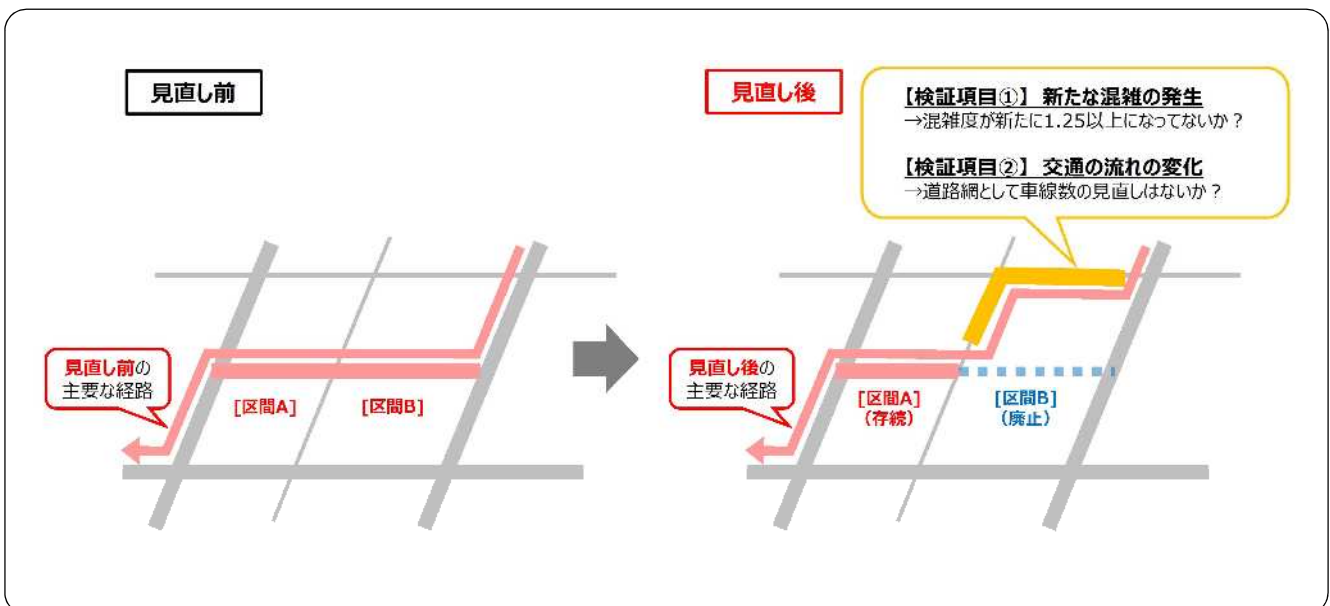 見直し前
見直し後
【検証項目①】 新たな混雑の発生
→混雑度が新たに1.25以上になってないか?
【検証項目②】 交通の流れの変化
→道路網として車線数の見直しはないか?
見直し前の
主要な経路
[区間A]
[区間B]
見直し後の
主要な経路
[区間A]
(存続)
[区間B]
(廃止)